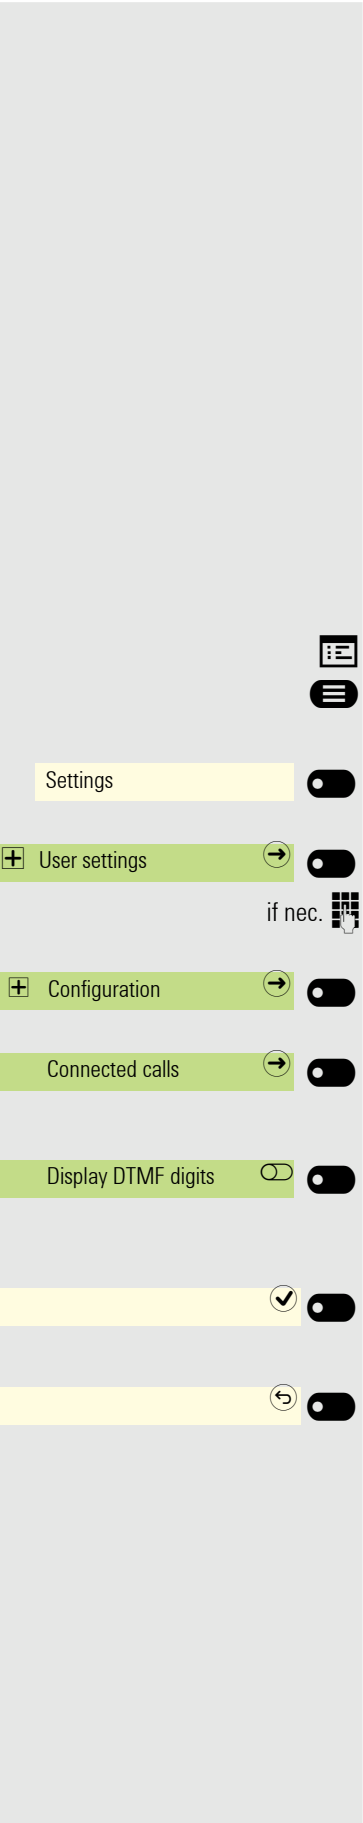 Settings
User settings
if nec.
Configuration
Connected calls
Display DTMF digits